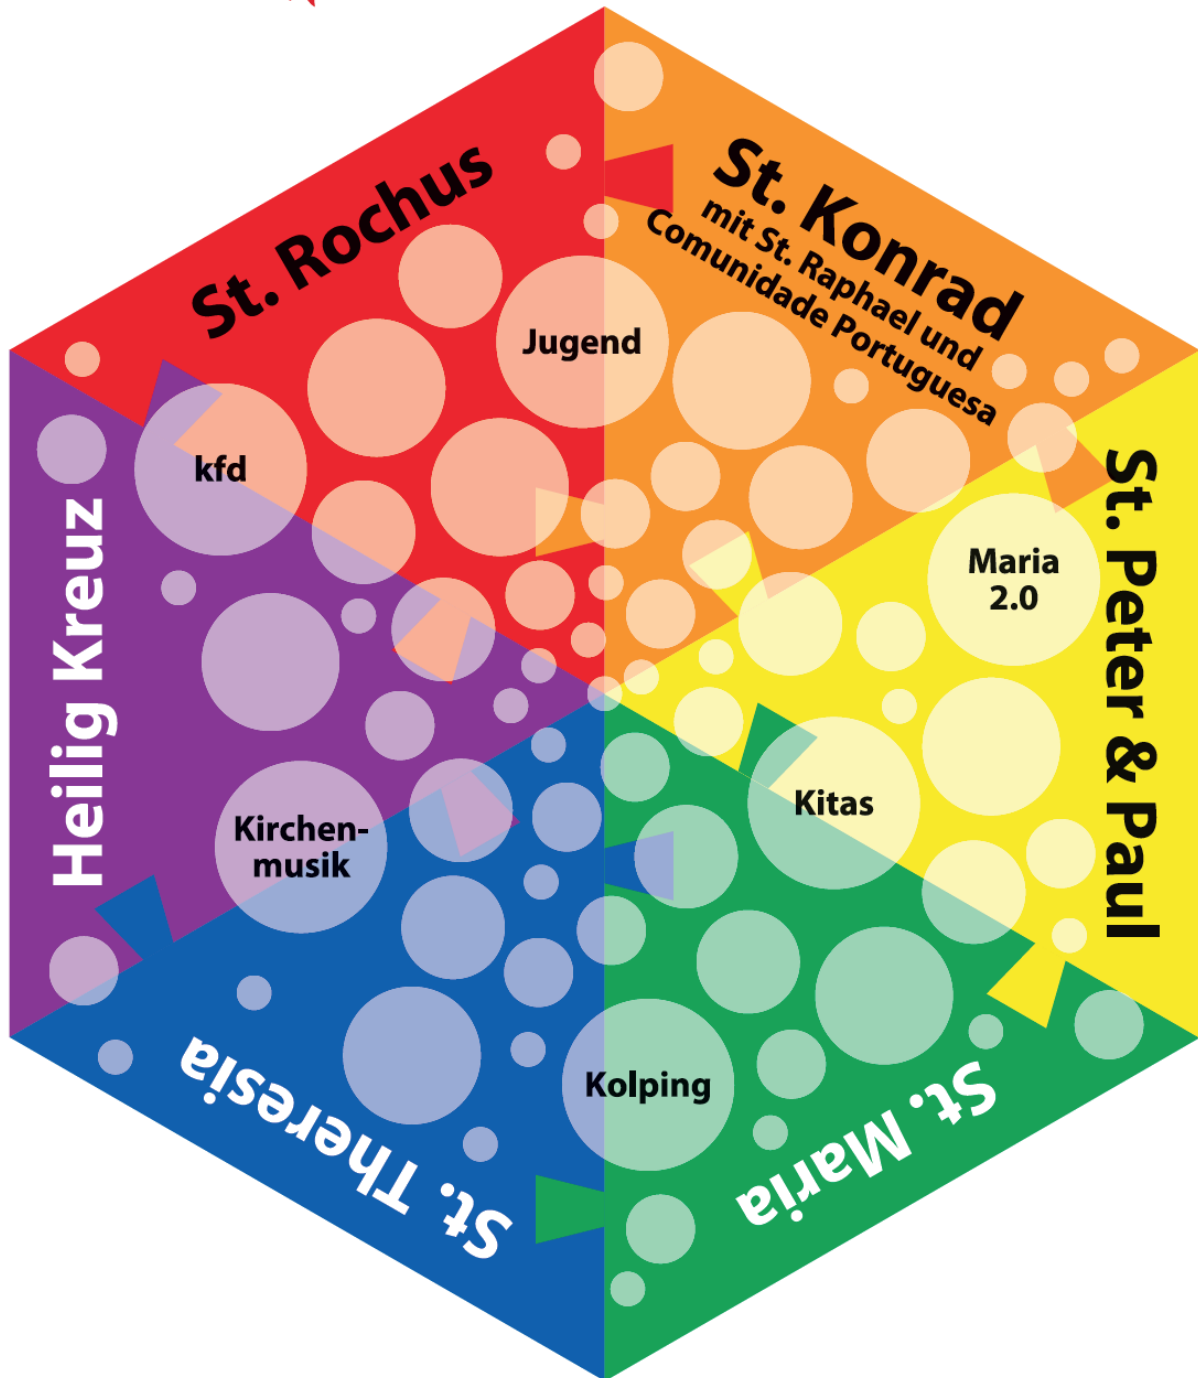 St. Rochus
St. Konrad
mit St. Raphael und
Comunidade Portuguesa
Jugend
kfd
Maria
2.0
St. Peter & Paul
Heilig Kreuz
Kitas
Kirchen-
musik
Kolping
St. Theresia
St. Maria